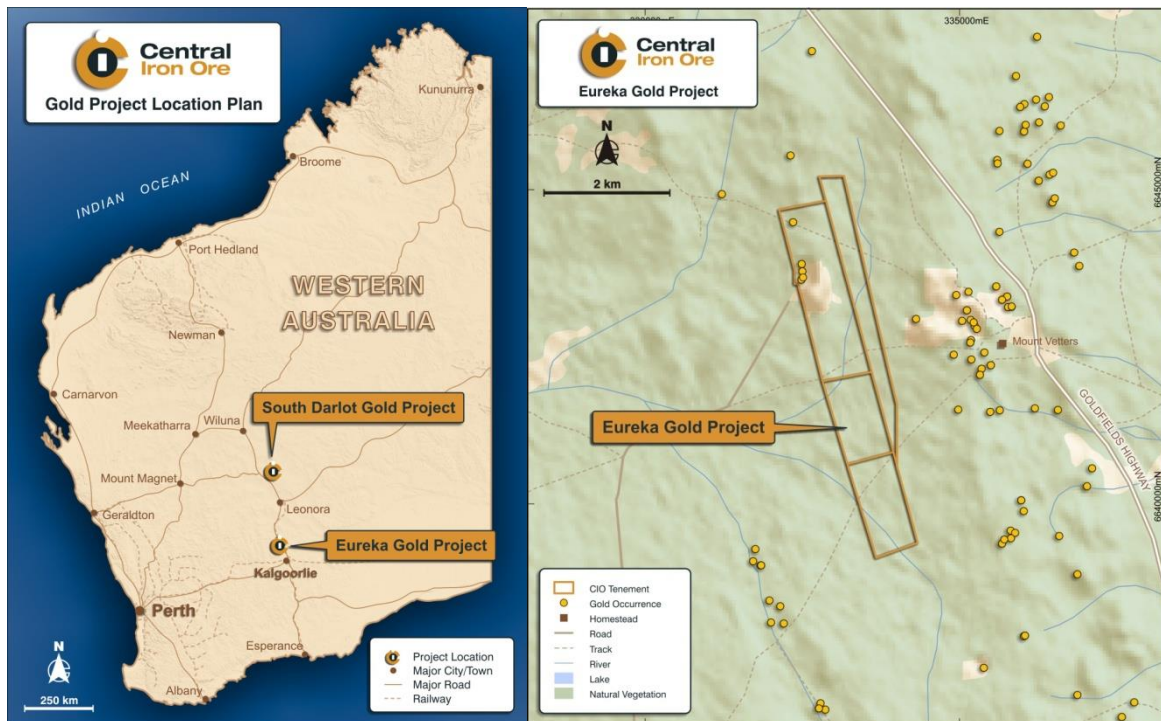 Central
Iron Ore
Gold Project Location Plan
INDIAN OCEAN
Kununurra
Broome
Port Hedland
WESTERN
AUSTRALIA
Newman
Carnarvon
South Darlot Gold Project
Wiluna
Meekatharra
Mount Magnet
Leonora
Geraldton
Eureka Gold Project
Kalgoorlie
Perth
Esperance
Albany
N
250 km
Project Location
Major City/Town
Major Road
Railway
Central
Iron Ore
Eureka Gold Project
335000mE
N
2 km
6645000mN
Mount Vetters
GOLDFIELDS HIGHWAY
Eureka Gold Project
6640000mN
CIO Tenement
Gold Occurrence
Homestead
Road
Track
River
Lake
Natural Vegetation